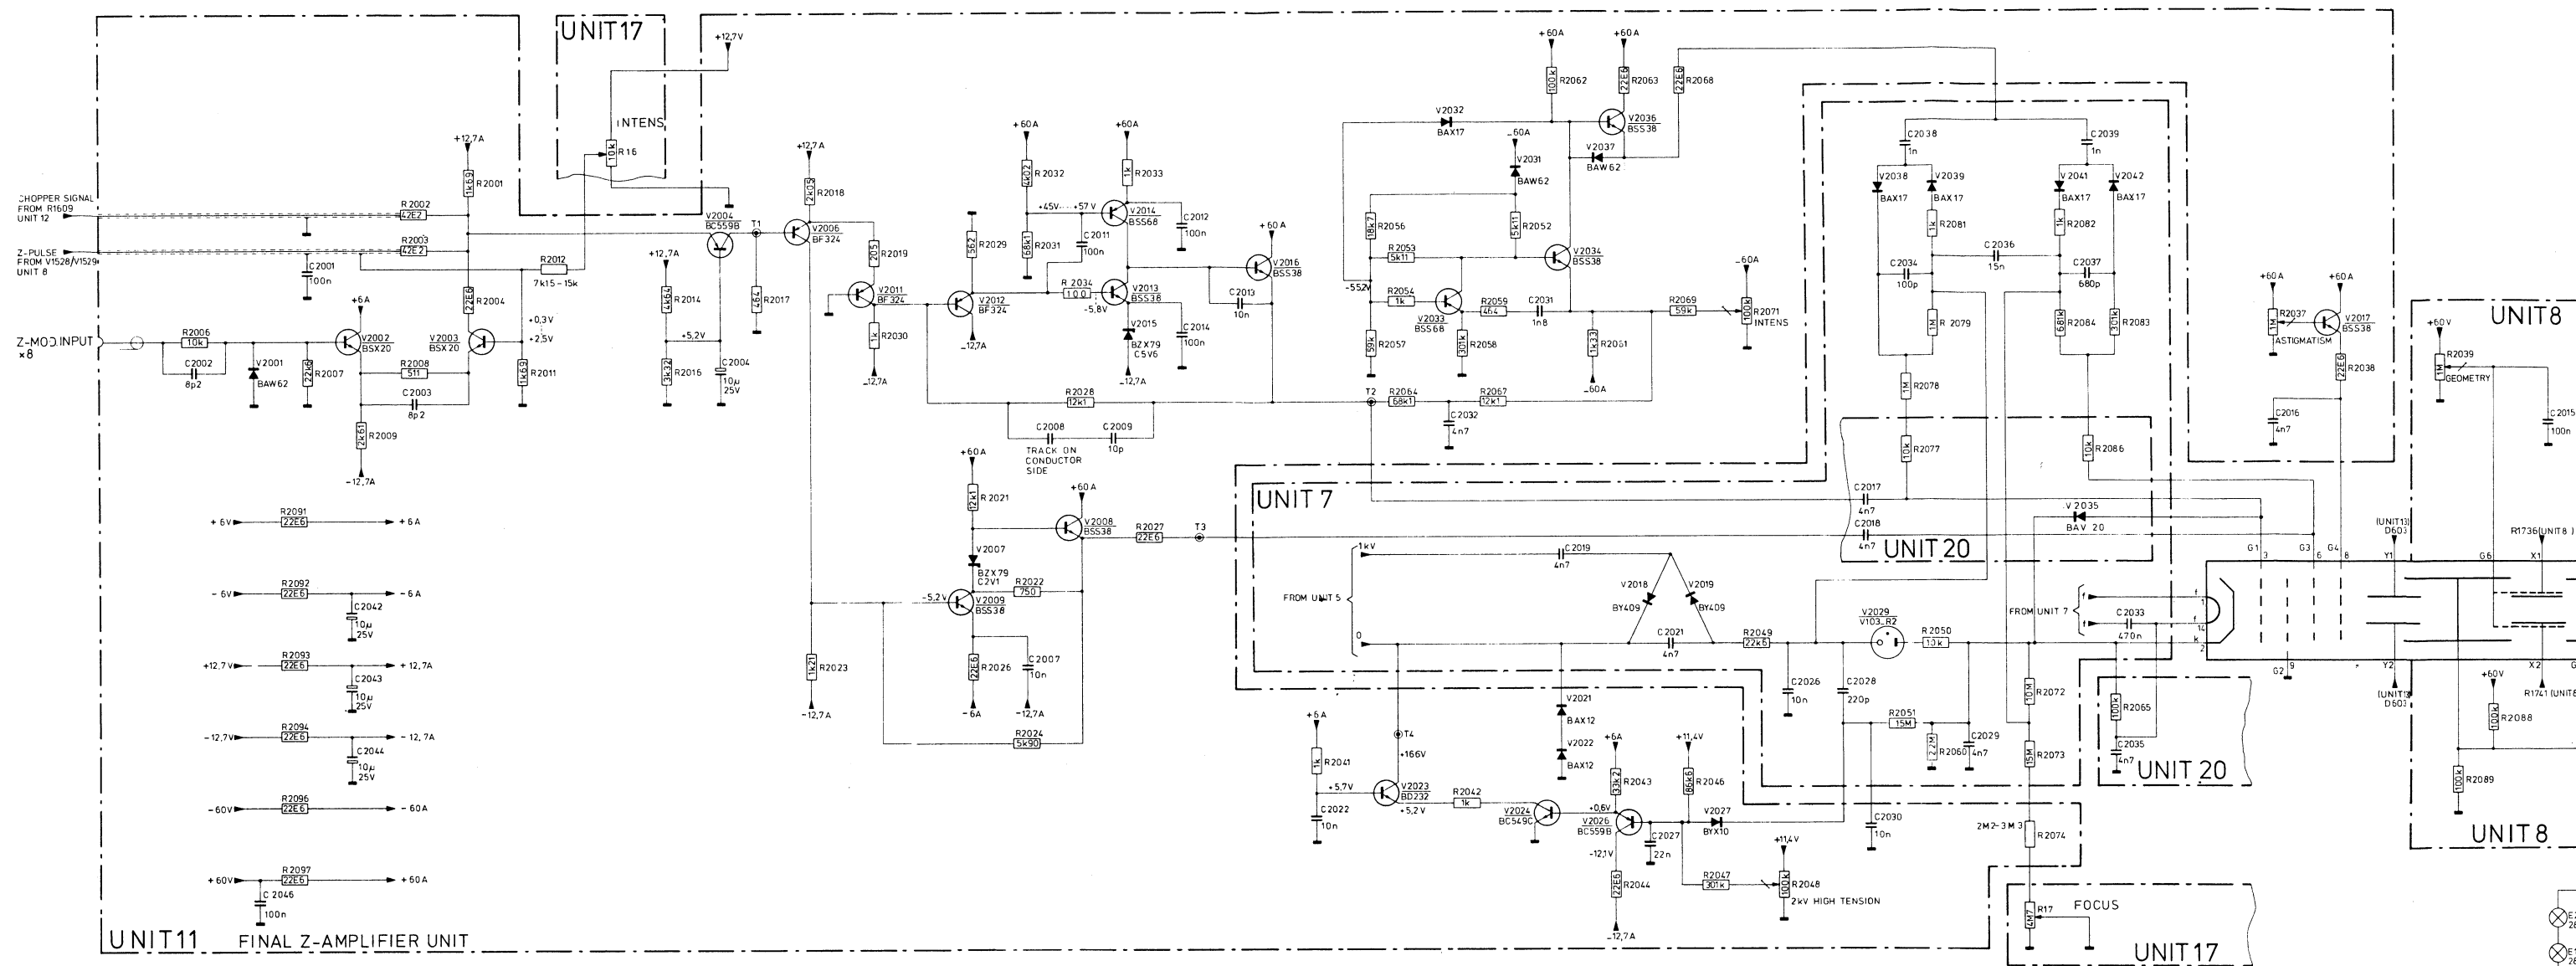 UNIT17
+12,7V
INTENS
10k
R16
CHOPPER SIGNAL
FROM R1609
UNIT 12
Z-PULSE
FROM V1528/V1529
UNIT 8
Z-MOD.INPUT
×8
+12,7A
1k69
R2001
R2002
42E2
R2003
42E2
C2001
100n
R2012
7k15-15k
22E6
R2004
+6A
+0,3V
+2,5V
R2006
10k
C2002
8p2
V2001
BAW62
22k6
R2007
V2002
BSX20
V2003
BSX20
R2008
511
C2003
8p2
1k69
R2011
2k61
R2009
-12,7A
V2004
BC559B
T1
+12,7A
4k64
R2014
464
R2017
+5,2V
3k32
R2016
C2004
10µ
25V
+12,7A
2k05
R2018
V2006
BF324
205
R2019
V2011
BF324
1k
R2030
-12,7A
562
R2029
V2012
BF324
-12,7A
+60A
4k02
R2032
+45V----+57V
68k1
R2031
C2011
100n
+60A
1k
R2033
V2014
BSS68
C2012
100n
R2034
100
-5,8V
V2013
BSS38
V2015
BZX79
C5V6
-12,7A
C2014
100n
C2013
10n
+60A
V2016
BSS38
R2028
12k1
C2008
C2009
10p
TRACK ON
CONDUCTOR
SIDE
+60A
12k1
R2021
V2007
BZX79
C2V1
-5,2V
V2009
BSS38
R2022
750
+60A
V2008
BSS38
R2027
22E6
T3
22E6
R2026
-6A
C2007
10n
-12,7A
R2024
5k90
1k21
R2023
-12,7A
V2032
BAX17
+60A
100k
R2062
+60A
22E6
R2063
22E6
R2068
V2036
BSS38
V2037
BAW62
-60A
V2031
BAW62
18k7
R2056
R2053
5k11
5k11
R2052
V2034
BSS38
-55,2V
R2054
1k
V2033
BSS68
R2059
464
C2031
1n8
59k
R2057
301k
R2058
1k33
R2061
-60A
R2069
59k
-60A
100k
R2071
INTENS
T2
R2064
68k1
R2067
12k1
C2032
4n7
C2038
1n
C2039
1n
V2038
BAX17
V2039
BAX17
V2041
BAX17
V2042
BAX17
1k
R2081
1k
R2082
C2036
15n
C2034
100p
C2037
680p
1M
R2079
681k
R2084
301k
R2083
1M
R2078
10k
R2077
10k
R2086
C2017
4n7
C2018
4n7
V2035
BAV 20
UNIT 20
+60A
1M
R2037
ASTIGMATISM
+60A
V2017
BSS38
22E6
R2038
C2016
4n7
UNIT8
+60V
1M
R2039
GEOMETRY
C2015
100n
UNIT 7
1kV
0
FROM UNIT 5
C2019
4n7
V2018
BY409
V2019
BY409
C2021
4n7
R2049
22k6
V2029
V103_R2
R2050
10k
C2026
10n
C2028
220p
R2051
15M
2,2M
R2060
C2029
4n7
10M
R2072
15M
R2073
2M2-3M3
R2074
FROM UNIT 7
f
f
C2033
470n
100k
R2065
C2035
4n7
UNIT 20
G1
3
G3
6
G4
8
f
1
f
14
k
2
G2
9
(UNIT13)
D603
Y1
Y2
(UNIT13)
D603
G6
X1
X2
R1736(UNIT8)
R1741 (UNIT8
+60V
100k
R2088
100k
R2089
UNIT8
V2021
BAX12
V2022
BAX12
T4
+166V
+6A
1k
R2041
+5,7V
C2022
10n
V2023
BD232
+5,2V
R2042
1k
V2024
BC549C
+6A
33k2
R2043
+0,6V
V2026
BC559B
-12,1V
22E6
R2044
-12,7A
+11,4V
86k6
R2046
V2027
BYX10
C2027
22n
R2047
301k
+11,4V
100k
R2048
2kV HIGH TENSION
C2030
10n
4M7
R17
FOCUS
UNIT17
+6V
R2091
22E6
+6A
-6V
R2092
22E6
-6A
C2042
10µ
25V
+12,7V
R2093
22E6
+12,7A
C2043
10µ
25V
-12,7V
R2094
22E6
-12,7A
C2044
10µ
25V
-60V
R2096
22E6
-60A
+60V
R2097
22E6
+60A
C2046
100n
UNIT11 FINAL Z-AMPLIFIER UNIT